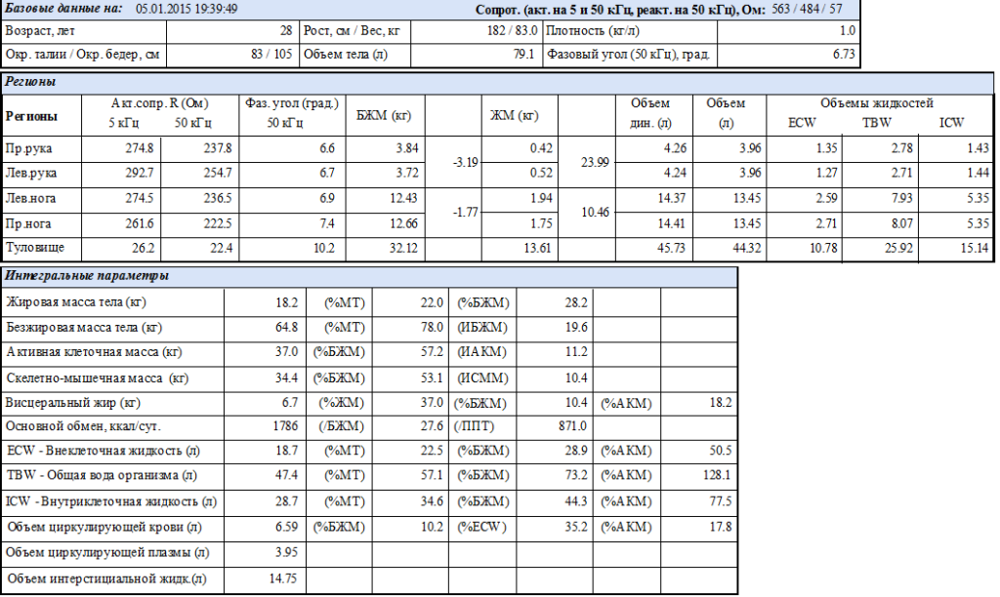 Базовые данные на: 05.01.2015 19:39:49 Сопрот. (акт. на 5 и 50 кГц, реакт. на 50 кГц), Ом: 563 / 484 / 57
Возраст, лет 28 Рост, см / Вес, кг 182 / 83.0 Плотность (кг/л) 1.0
Окр. талии / Окр. бедер, см 83 / 105 Объем тела (л) 79.1 Фазовый угол (50 кГц), град. 6.73
Регионы
Регионы Акт.сопр. R (Ом) Фаз. угол (град.) БЖМ (кг) ЖМ (кг) Объем Объем Объемы жидкостей
5 кГц 50 кГц 50 кГц дин. (л) (л) ECW TBW ICW
Пр.рука 274.8 237.8 6.6 3.84 -3.19 0.42 23.99 4.26 3.96 1.35 2.78 1.43
Лев.рука 292.7 254.7 6.7 3.72 0.52 4.24 3.96 1.27 2.71 1.44
Лев.нога 274.5 236.5 6.9 12.43 -1.77 1.94 10.46 14.37 13.45 2.59 7.93 5.35
Пр.нога 261.6 222.5 7.4 12.66 1.75 14.41 13.45 2.71 8.07 5.35
Туловище 26.2 22.4 10.2 32.12 13.61 45.73 44.32 10.78 25.92 15.14
Интегральные параметры
Жировая масса тела (кг) 18.2 (%МТ) 22.0 (%БЖМ) 28.2
Безжировая масса тела (кг) 64.8 (%МТ) 78.0 (ИБЖМ) 19.6
Активная клеточная масса (кг) 37.0 (%БЖМ) 57.2 (ИАКМ) 11.2
Скелетно-мышечная масса (кг) 34.4 (%БЖМ) 53.1 (ИСММ) 10.4
Висцеральный жир (кг) 6.7 (%ЖМ) 37.0 (%БЖМ) 10.4 (%АКМ) 18.2
Основной обмен, ккал/сут. 1786 (/БЖМ) 27.6 (/ППТ) 871.0
ECW - Внеклеточная жидкость (л) 18.7 (%МТ) 22.5 (%БЖМ) 28.9 (%АКМ) 50.5
TBW - Общая вода организма (л) 47.4 (%МТ) 57.1 (%БЖМ) 73.2 (%АКМ) 128.1
ICW - Внутриклеточная жидкость (л) 28.7 (%МТ) 34.6 (%БЖМ) 44.3 (%АКМ) 77.5
Объем циркулирующей крови (л) 6.59 (%БЖМ) 10.2 (%ECW) 35.2 (%АКМ) 17.8
Объем циркулирующей плазмы (л) 3.95
Объем интерстициальной жидк.(л) 14.75